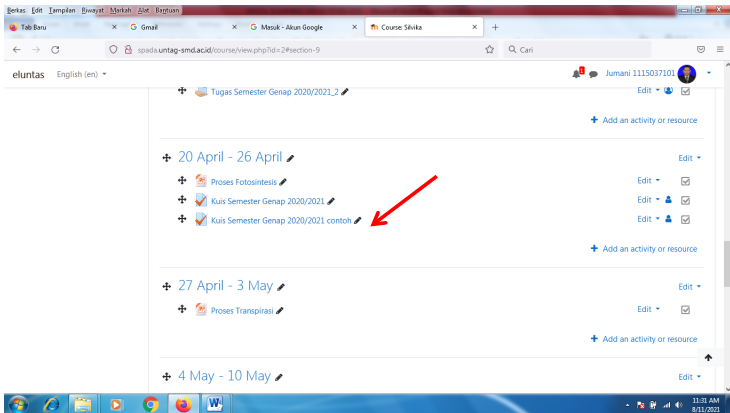 Berkas Edit Tampilan Riwayat Markah Alat Bantuan
Tab Baru × G Gmail × G Masuk - Akun Google × Course: Silvika × +
spada.untag-smd.ac.id/course/view.php?id=2#section-9 Cari
eluntas English (en) Jumani 1115037101
Tugas Semester Genap 2020/2021_2 Edit
+ Add an activity or resource
20 April - 26 April Edit
Proses Fotosintesis Edit
Kuis Semester Genap 2020/2021 Edit
Kuis Semester Genap 2020/2021 contoh Edit
+ Add an activity or resource
27 April - 3 May Edit
Proses Transpirasi Edit
+ Add an activity or resource
4 May - 10 May Edit
11:31 AM
8/11/2021